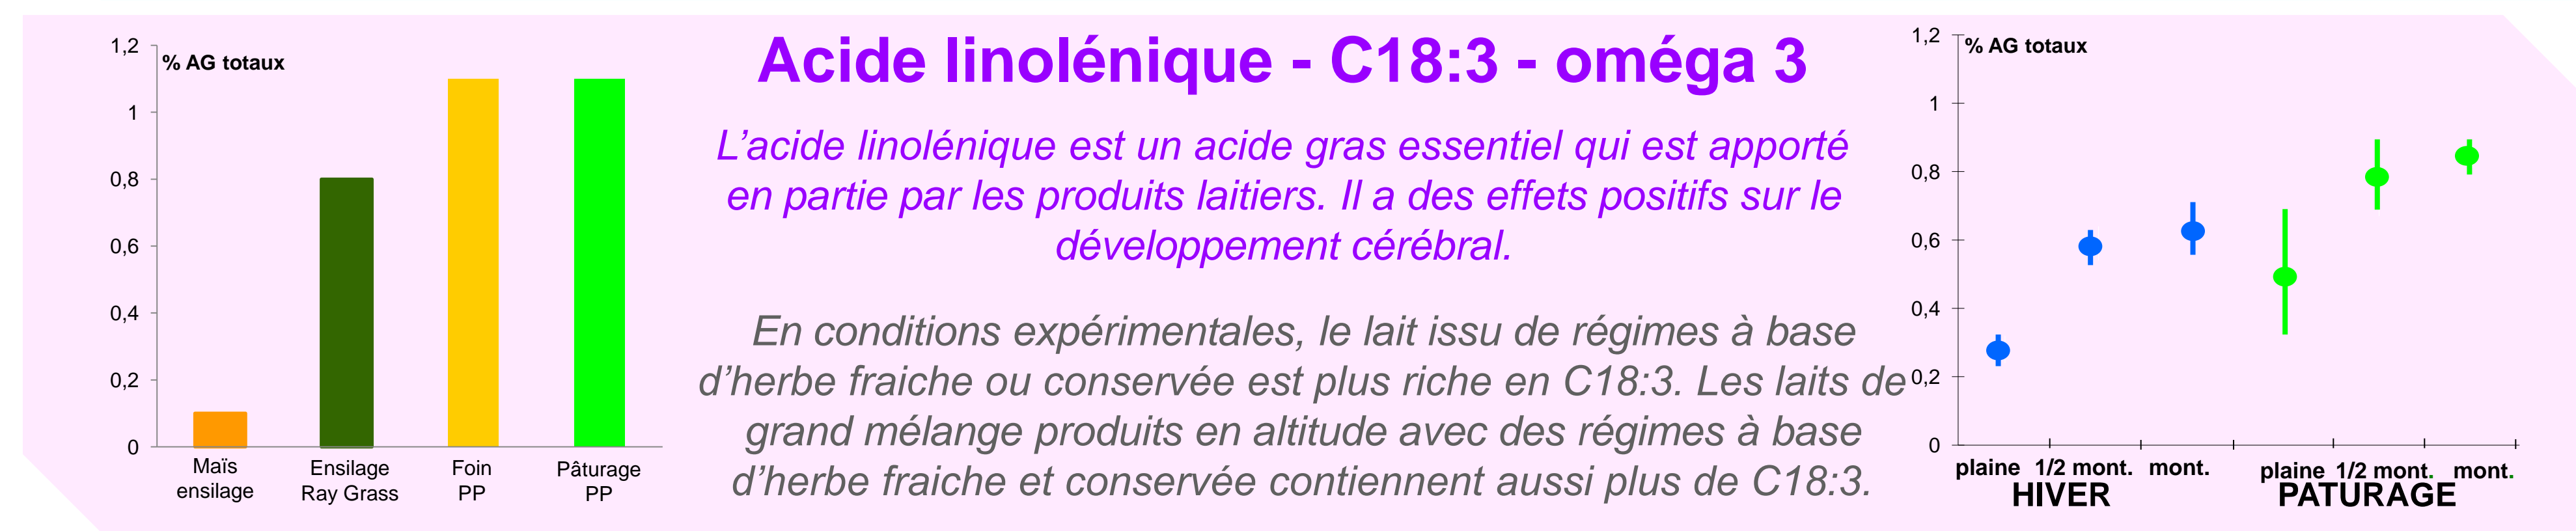 1,2
% AG totaux
1
0,8
0,6
0,4
0,2
0
Maïs
ensilage
Ensilage
Ray Grass
Foin
PP
Pâturage
PP
Acide linolénique - C18:3 - oméga 3
L’acide linolénique est un acide gras essentiel qui est apporté
en partie par les produits laitiers. Il a des effets positifs sur le
développement cérébral.
En conditions expérimentales, le lait issu de régimes à base
d’herbe fraiche ou conservée est plus riche en C18:3. Les laits de
grand mélange produits en altitude avec des régimes à base
d’herbe fraiche et conservée contiennent aussi plus de C18:3.
1,2
% AG totaux
1
0,8
0,6
0,4
0,2
0
plaine 1/2 mont. mont.
HIVER
plaine 1/2 mont. mont.
PATURAGE